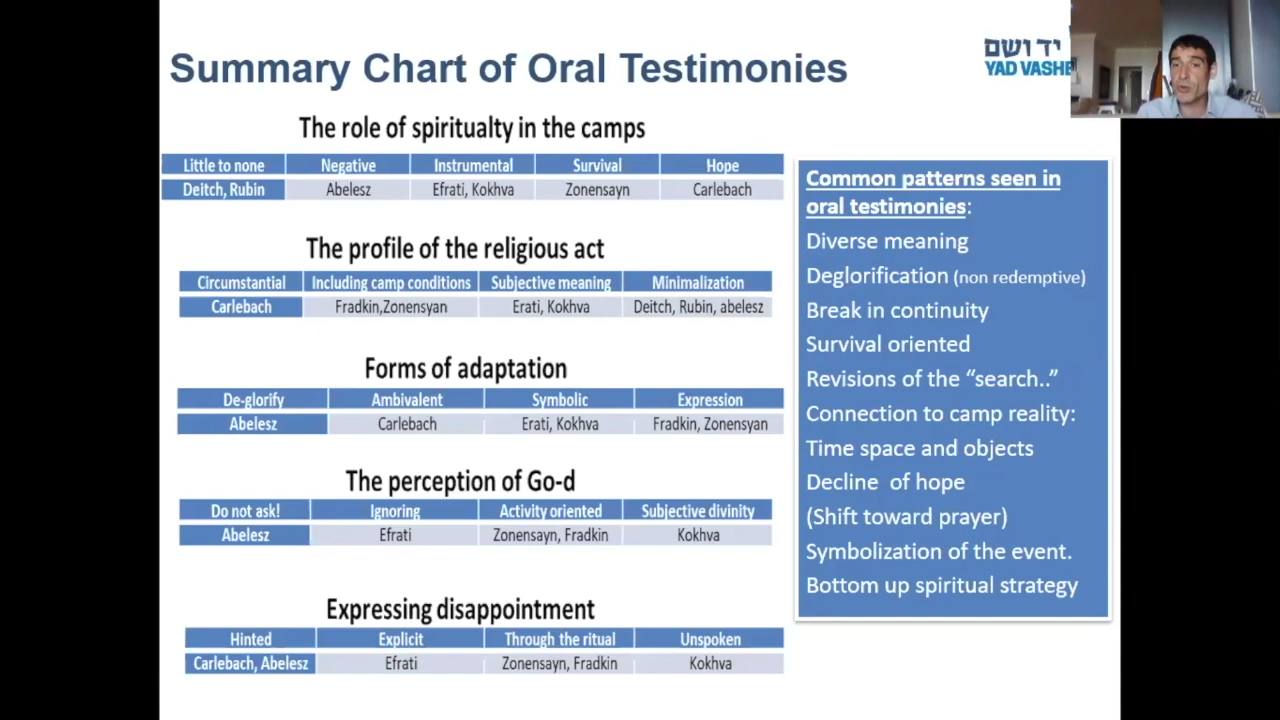 Summary Chart of Oral Testimonies
יד ושם
YAD VASHE
The role of spiritualty in the camps
Little to none Negative Instrumental Survival Hope
Deitch, Rubin Abelesz Efrati, Kokhva Zonensayn Carlebach
The profile of the religious act
Circumstantial Including camp conditions Subjective meaning Minimalization
Carlebach Fradkin,Zonensyan Erati, Kokhva Deitch, Rubin, abelesz
Forms of adaptation
De-glorify Ambivalent Symbolic Expression
Abelesz Carlebach Erati, Kokhva Fradkin, Zonensyan
The perception of Go-d
Do not ask! Ignoring Activity oriented Subjective divinity
Abelesz Efrati Zonensayn, Fradkin Kokhva
Expressing disappointment
Hinted Explicit Through the ritual Unspoken
Carlebach, Abelesz Efrati Zonensayn, Fradkin Kokhva
Common patterns seen in
oral testimonies:
Diverse meaning
Deglorification (non redemptive)
Break in continuity
Survival oriented
Revisions of the “search..”
Connection to camp reality:
Time space and objects
Decline of hope
(Shift toward prayer)
Symbolization of the event.
Bottom up spiritual strategy